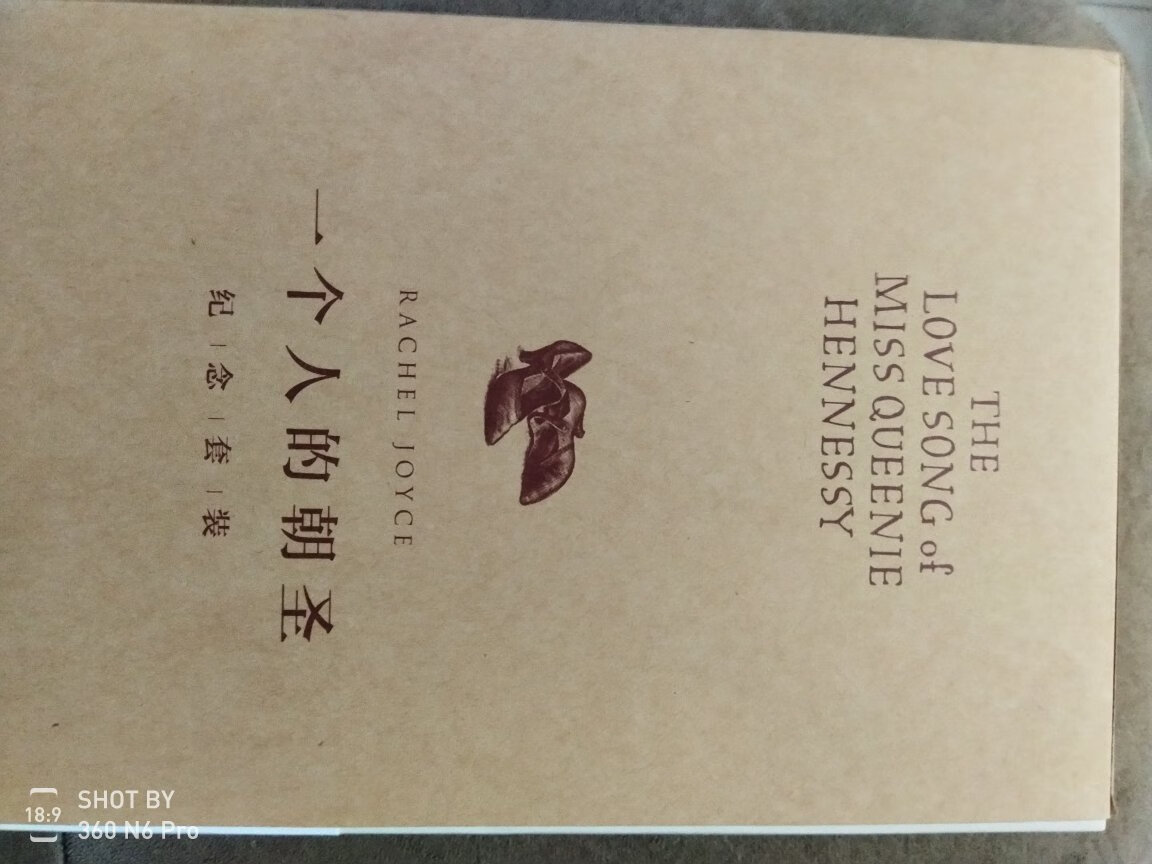 THE
LOVE SONG of
MISS QUEENIE
HENNESSY
RACHEL JOYCE
一个人的朝圣
纪|念|套|装
18:9
SHOT BY
360 N6 Pro